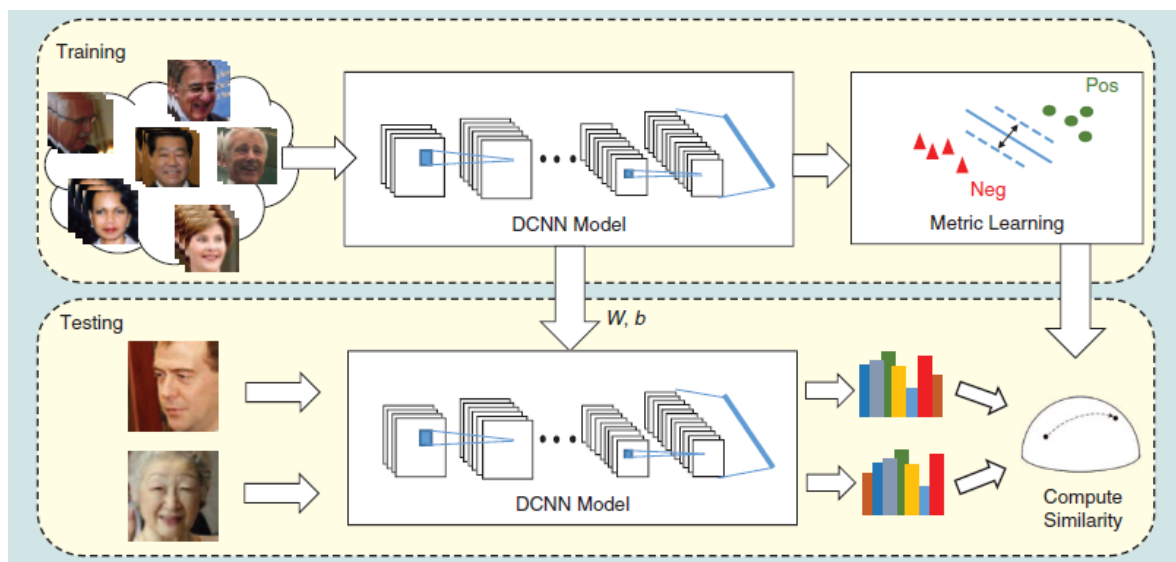 Training
DCNN Model
Pos
Neg
Metric Learning
W, b
Testing
DCNN Model
Compute
Similarity